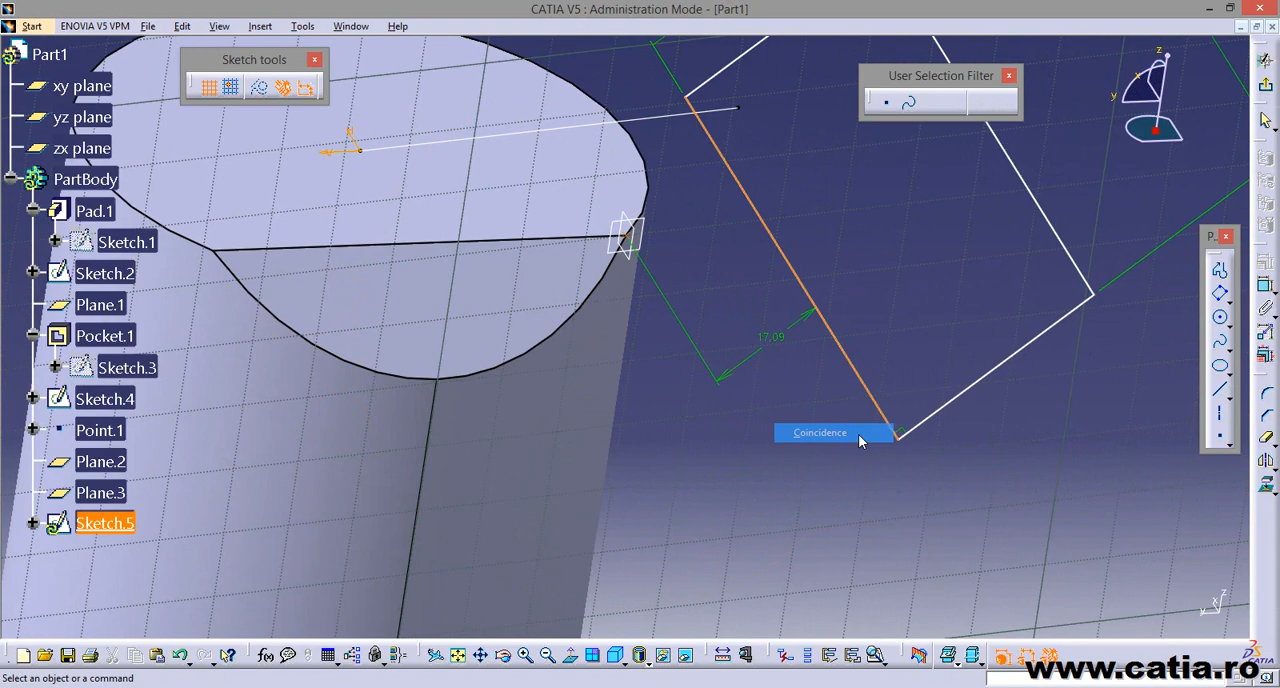 CATIA V5 : Administration Mode - [Part1]
Start ENOVIA V5 VPM File Edit View Insert Tools Window Help
Part1
Sketch tools
User Selection Filter
xy plane
yz plane
zx plane
PartBody
Pad.1
Sketch.1
Sketch.2
Plane.1
Pocket.1
Sketch.3
Sketch.4
Point.1
Plane.2
Plane.3
Sketch.5
H
17,09
Coincidence
P...
z
x
y
z
x
y
f(x)
DASSAULT SYSTEMES
CATIA
www.catia.ro
Select an object or a command